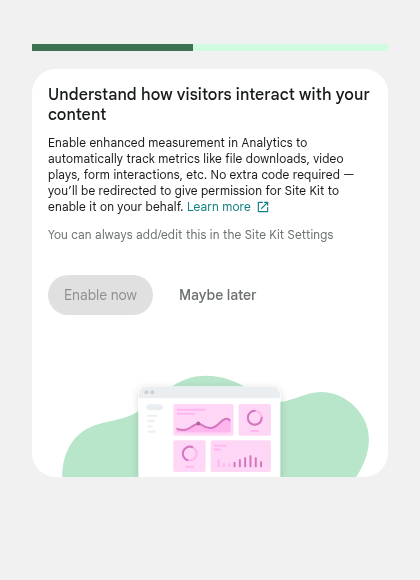 Understand how visitors interact with your
content
Enable enhanced measurement in Analytics to
automatically track metrics like file downloads, video
plays, form interactions, etc. No extra code required —
you’ll be redirected to give permission for Site Kit to
enable it on your behalf. Learn more
You can always add/edit this in the Site Kit Settings
Enable now
Maybe later